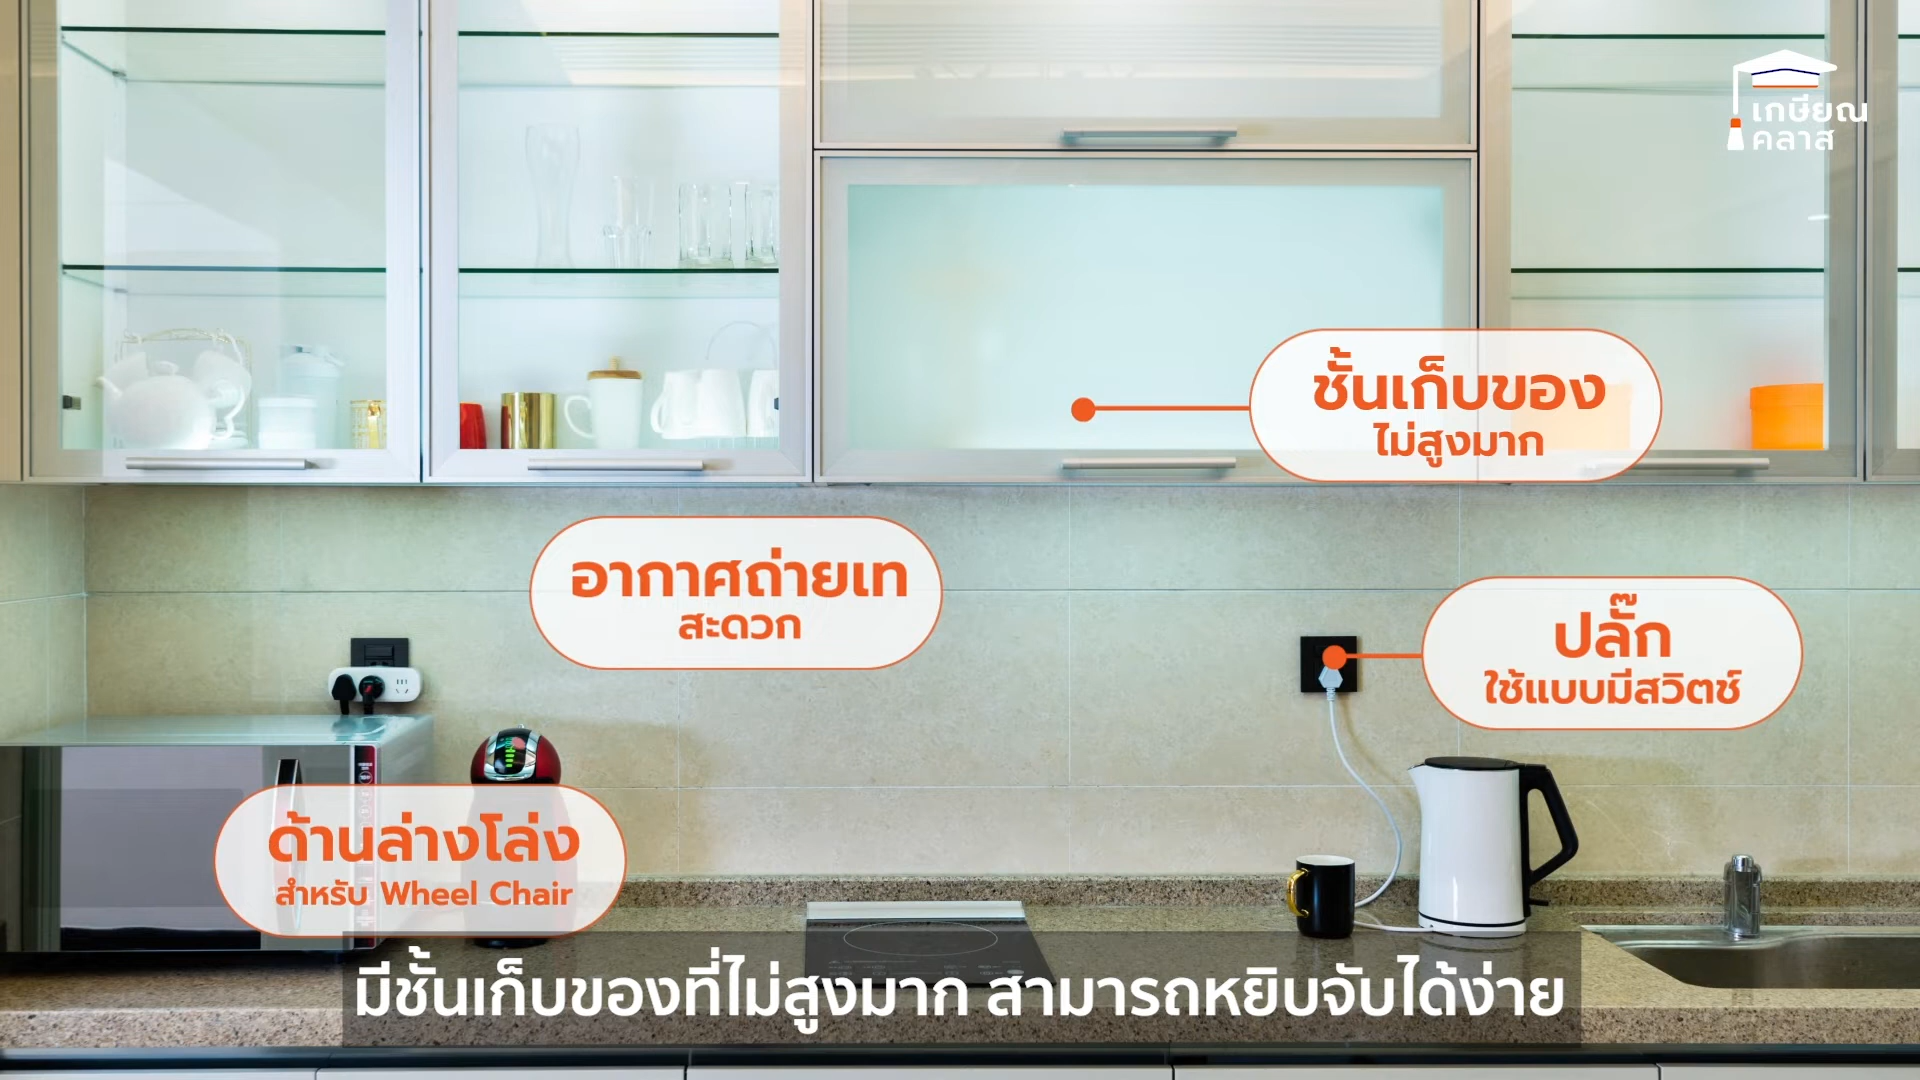 เกษียณ
คลาส
ชั้นเก็บของ
ไม่สูงมาก
อากาศถ่ายเท
สะดวก
ปลั๊ก
ใช้แบบมีสวิตช์
ด้านล่างโล่ง
สำหรับ Wheel Chair
มีชั้นเก็บของที่ไม่สูงมาก สามารถหยิบจับได้ง่าย